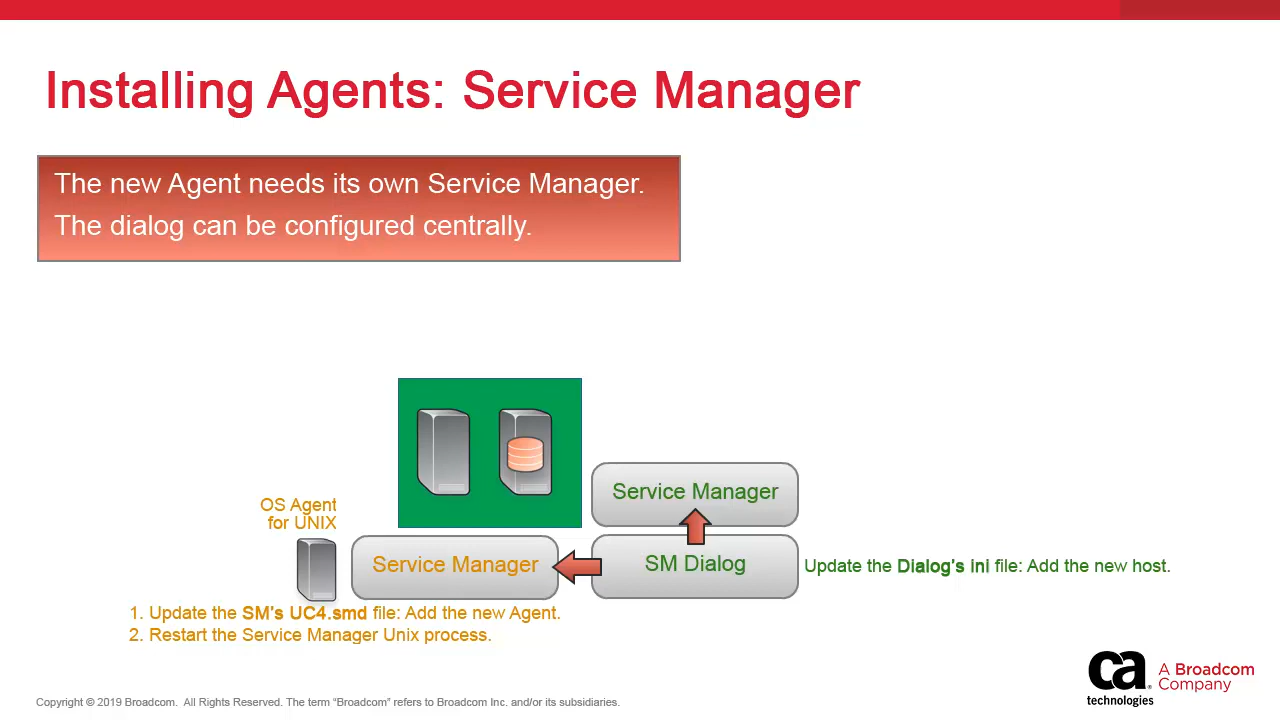 Installing Agents: Service Manager
The new Agent needs its own Service Manager.
The dialog can be configured centrally.
Service Manager
OS Agent
for UNIX
Service Manager
SM Dialog
Update the Dialog's ini file: Add the new host.
1. Update the SM's UC4.smd file: Add the new Agent.
2. Restart the Service Manager Unix process.
ca
technologies
A Broadcom
Company
Copyright © 2019 Broadcom. All Rights Reserved. The term “Broadcom” refers to Broadcom Inc. and/or its subsidiaries.